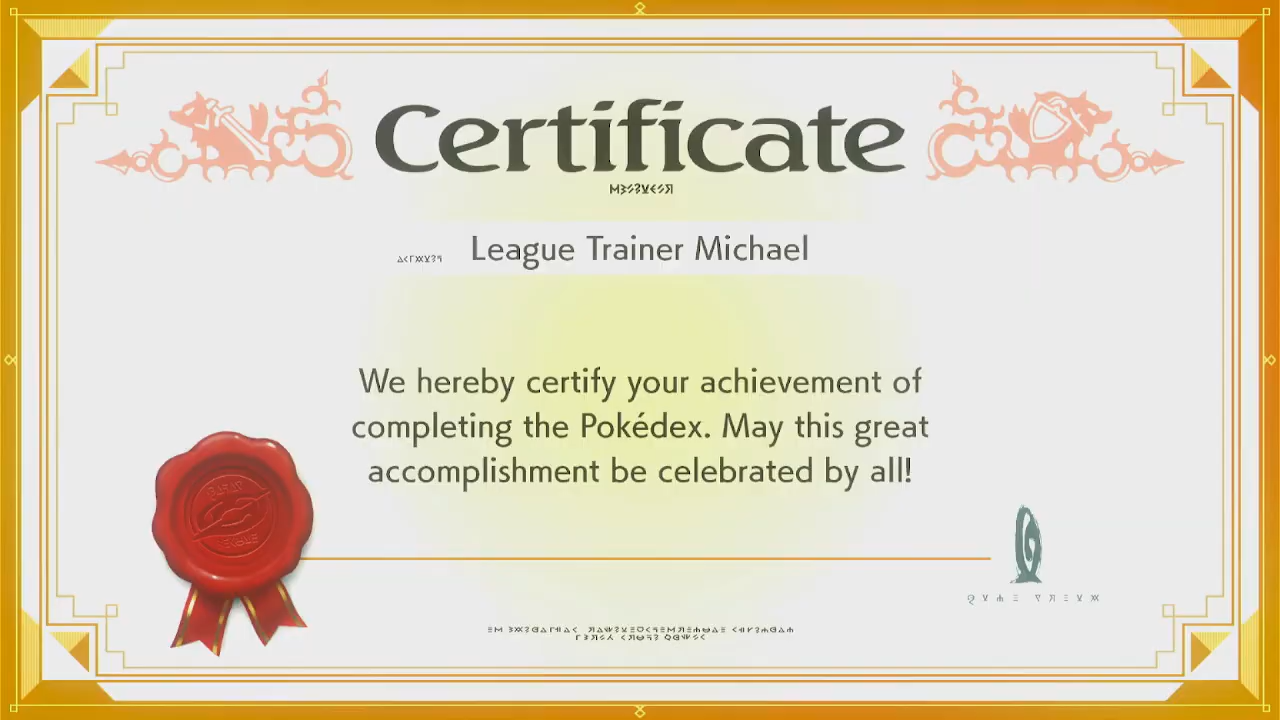 Certificate
League Trainer Michael
We hereby certify your achievement of
completing the Pokédex. May this great
accomplishment be celebrated by all!